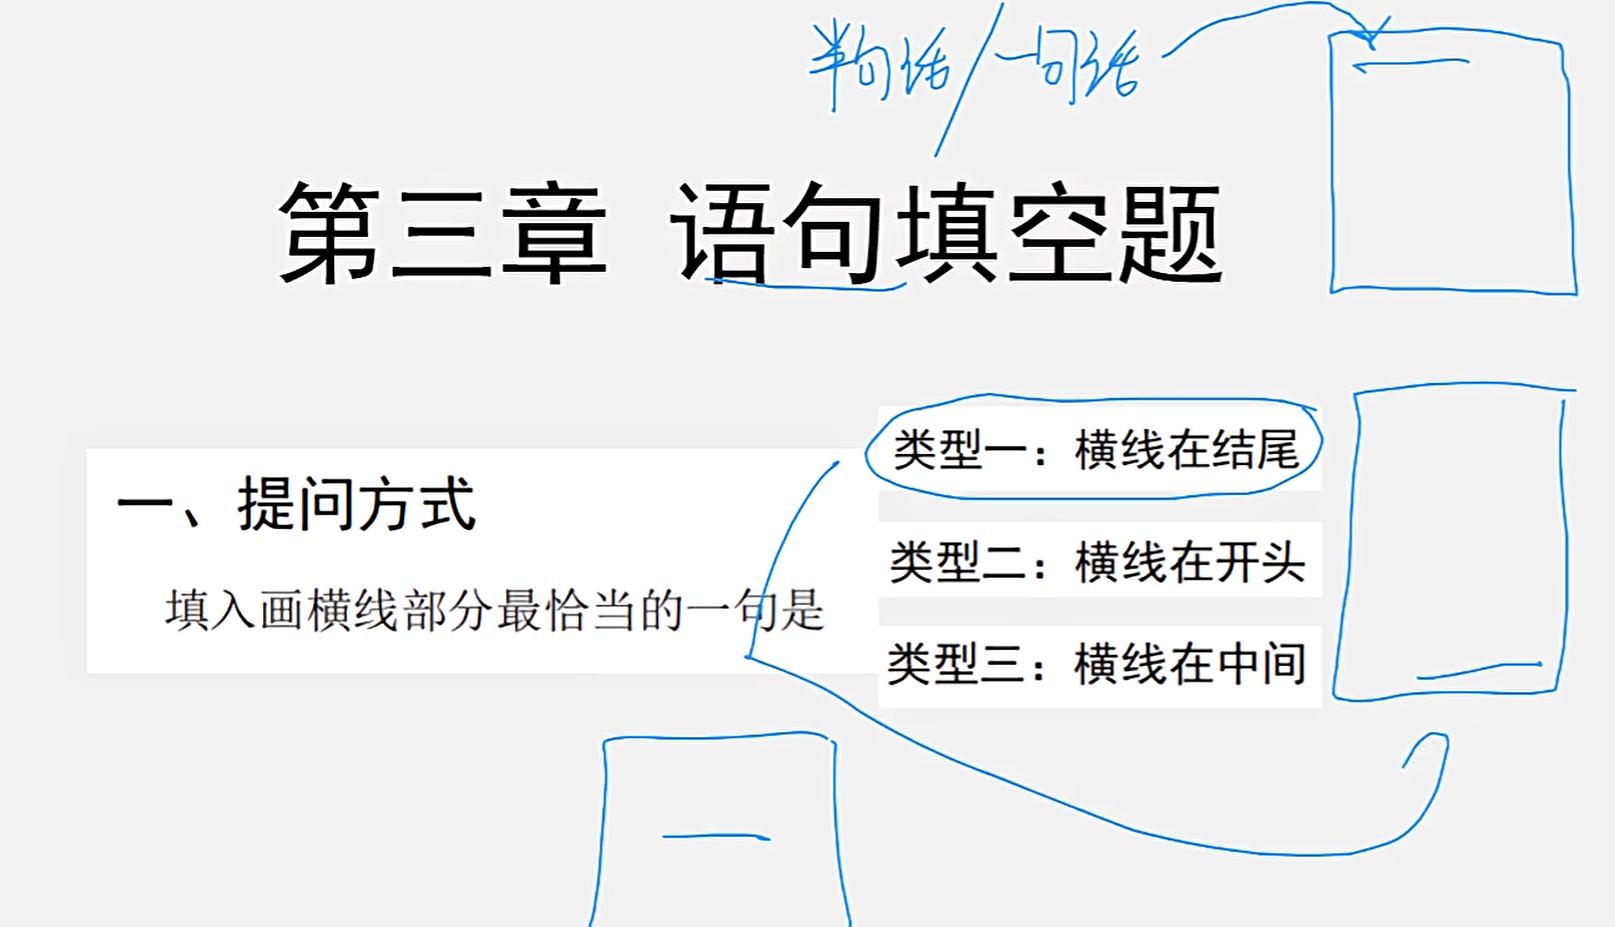 半句话/一句话
第三章 语句填空题
一、提问方式
填入画横线部分最恰当的一句是
类型一：横线在结尾
类型二：横线在开头
类型三：横线在中间